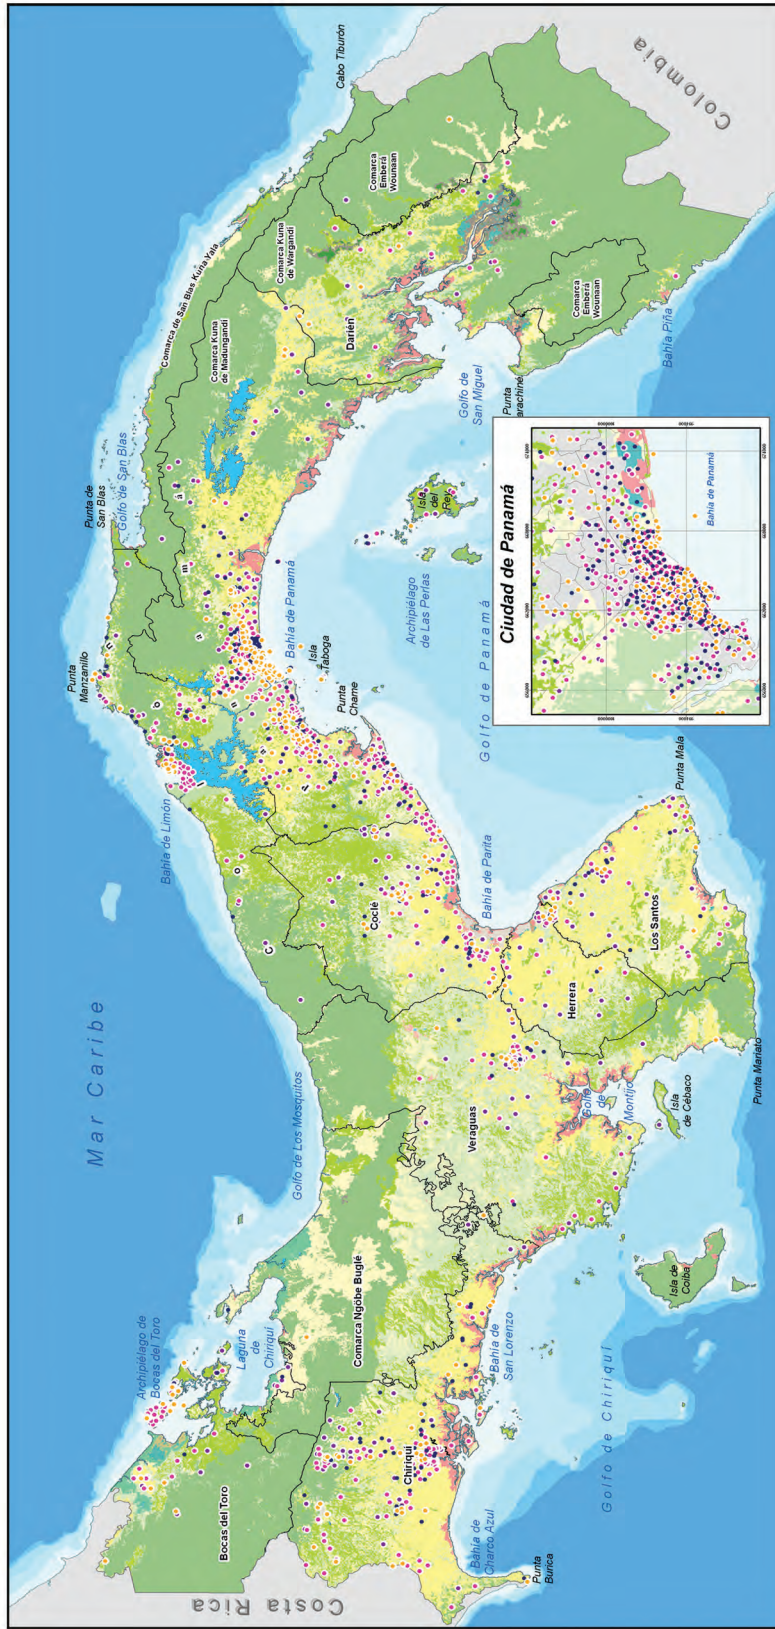 Mar Caribe
Costa Rica
Colombia
Bocas del Toro
Archipiélago de
Bocas del Toro
Laguna
de
Chiriquí
Comarca Ngöbe Buglé
Chiriquí
Punta
Burica
Bahía de
Charco Azul
Golfo de Chiriquí
Bahía de
San Lorenzo
Isla de
Coiba
Golfo de Los Mosquitos
Veraguas
Golfo
de
Montijo
Isla
de Cébaco
Punta Mariato
Herrera
Los Santos
Punta Mala
Coclé
Bahía de Parita
C o l ó n
Bahía de Limón
Punta
Manzanillo
P a n a m á
Punta
Chame
Isla
Taboga
Bahía de Panamá
Golfo de Panamá
Archipiélago
de Las Perlas
Isla
del
Rey
Punta de
San Blas
Golfo de San Blas
Comarca de San Blas Kuna Yala
Comarca Kuna
de Madungandi
Comarca Kuna
de Wargandi
Darién
Comarca
Emberá
Wounaan
Comarca
Emberá
Wounaan
Cabo Tiburón
Golfo de
San Miguel
Punta
arachiné
Bahía Piña
Ciudad de Panamá
Bahía de Panamá